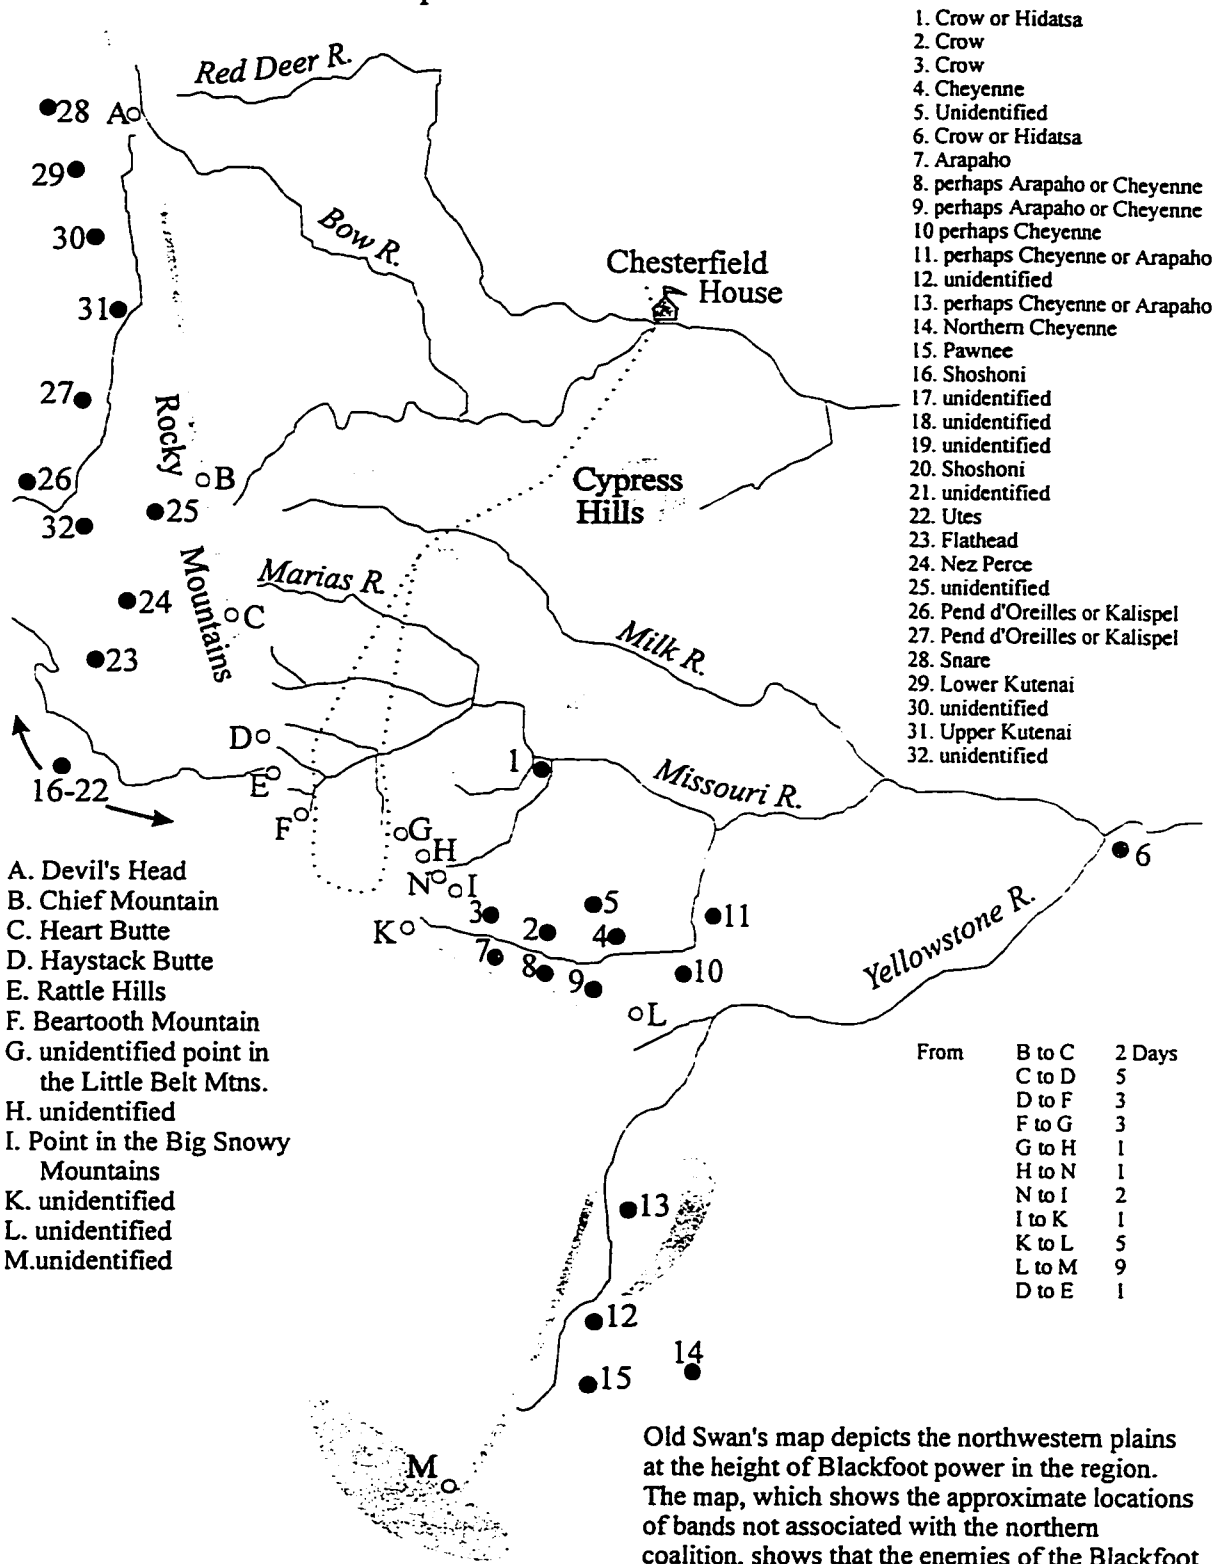 1. Crow or Hidatsa
2. Crow
3. Crow
4. Cheyenne
5. Unidentified
6. Crow or Hidatsa
7. Arapaho
8. perhaps Arapaho or Cheyenne
9. perhaps Arapaho or Cheyenne
10 perhaps Cheyenne
11. perhaps Cheyenne or Arapaho
12. unidentified
13. perhaps Cheyenne or Arapaho
14. Northern Cheyenne
15. Pawnee
16. Shoshoni
17. unidentified
18. unidentified
19. unidentified
20. Shoshoni
21. unidentified
22. Utes
23. Flathead
24. Nez Perce
25. unidentified
26. Pend d'Oreilles or Kalispel
27. Pend d'Oreilles or Kalispel
28. Snare
29. Lower Kutenai
30. unidentified
31. Upper Kutenai
32. unidentified
Red Deer R.
28 A
29
30
Bow R.
Chesterfield
House
31
27
Rocky
Mountains
26
B
25
32
Cypress
Hills
Marias R.
24
C
23
Milk R.
D
E
16-22
F
1
Missouri R.
G
H
N
I
6
K
3
2
5
4
11
7
8
9
10
L
Yellowstone R.
A. Devil's Head
B. Chief Mountain
C. Heart Butte
D. Haystack Butte
E. Rattle Hills
F. Beartooth Mountain
G. unidentified point in
the Little Belt Mtns.
H. unidentified
I. Point in the Big Snowy
Mountains
K. unidentified
L. unidentified
M.unidentified
From B to C 2 Days
C to D 5
D to F 3
F to G 3
G to H 1
H to N 1
N to I 2
I to K 1
K to L 5
L to M 9
D to E 1
13
12
14
15
M
Old Swan's map depicts the northwestern plains
at the height of Blackfoot power in the region.
The map, which shows the approximate locations
of bands not associated with the northern
coalition, shows that the enemies of the Blackfoot